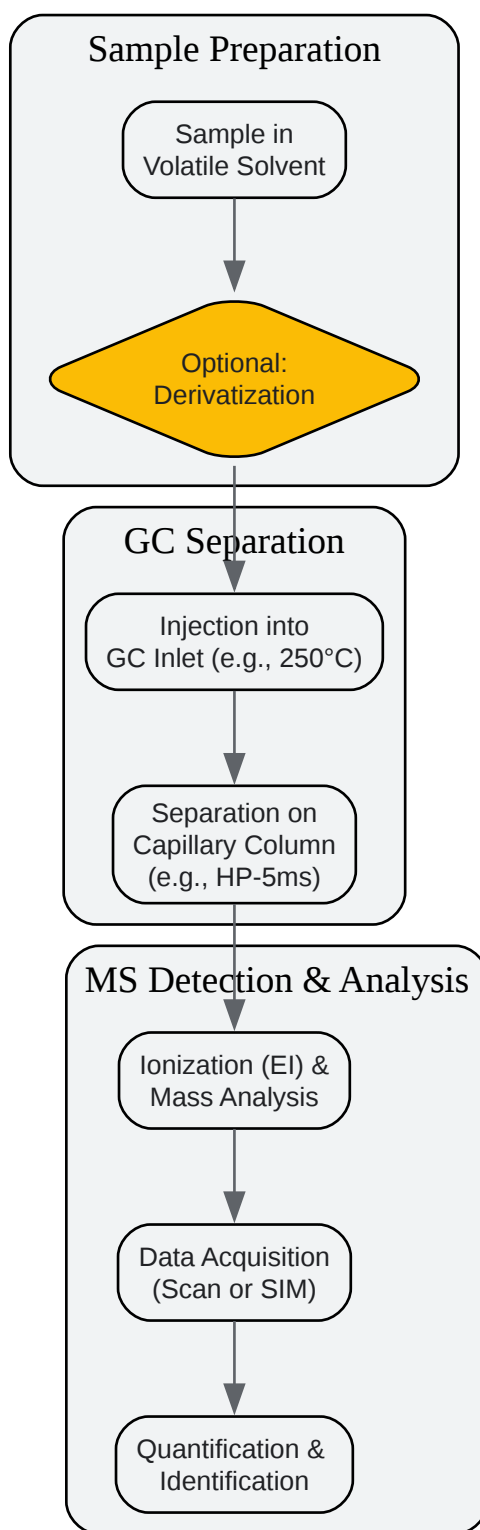 Sample Preparation
Sample in
Volatile Solvent
Optional:
Derivatization
GC Separation
Injection into
GC Inlet (e.g., 250°C)
Separation on
Capillary Column
(e.g., HP-5ms)
MS Detection & Analysis
Ionization (EI) &
Mass Analysis
Data Acquisition
(Scan or SIM)
Quantification &
Identification